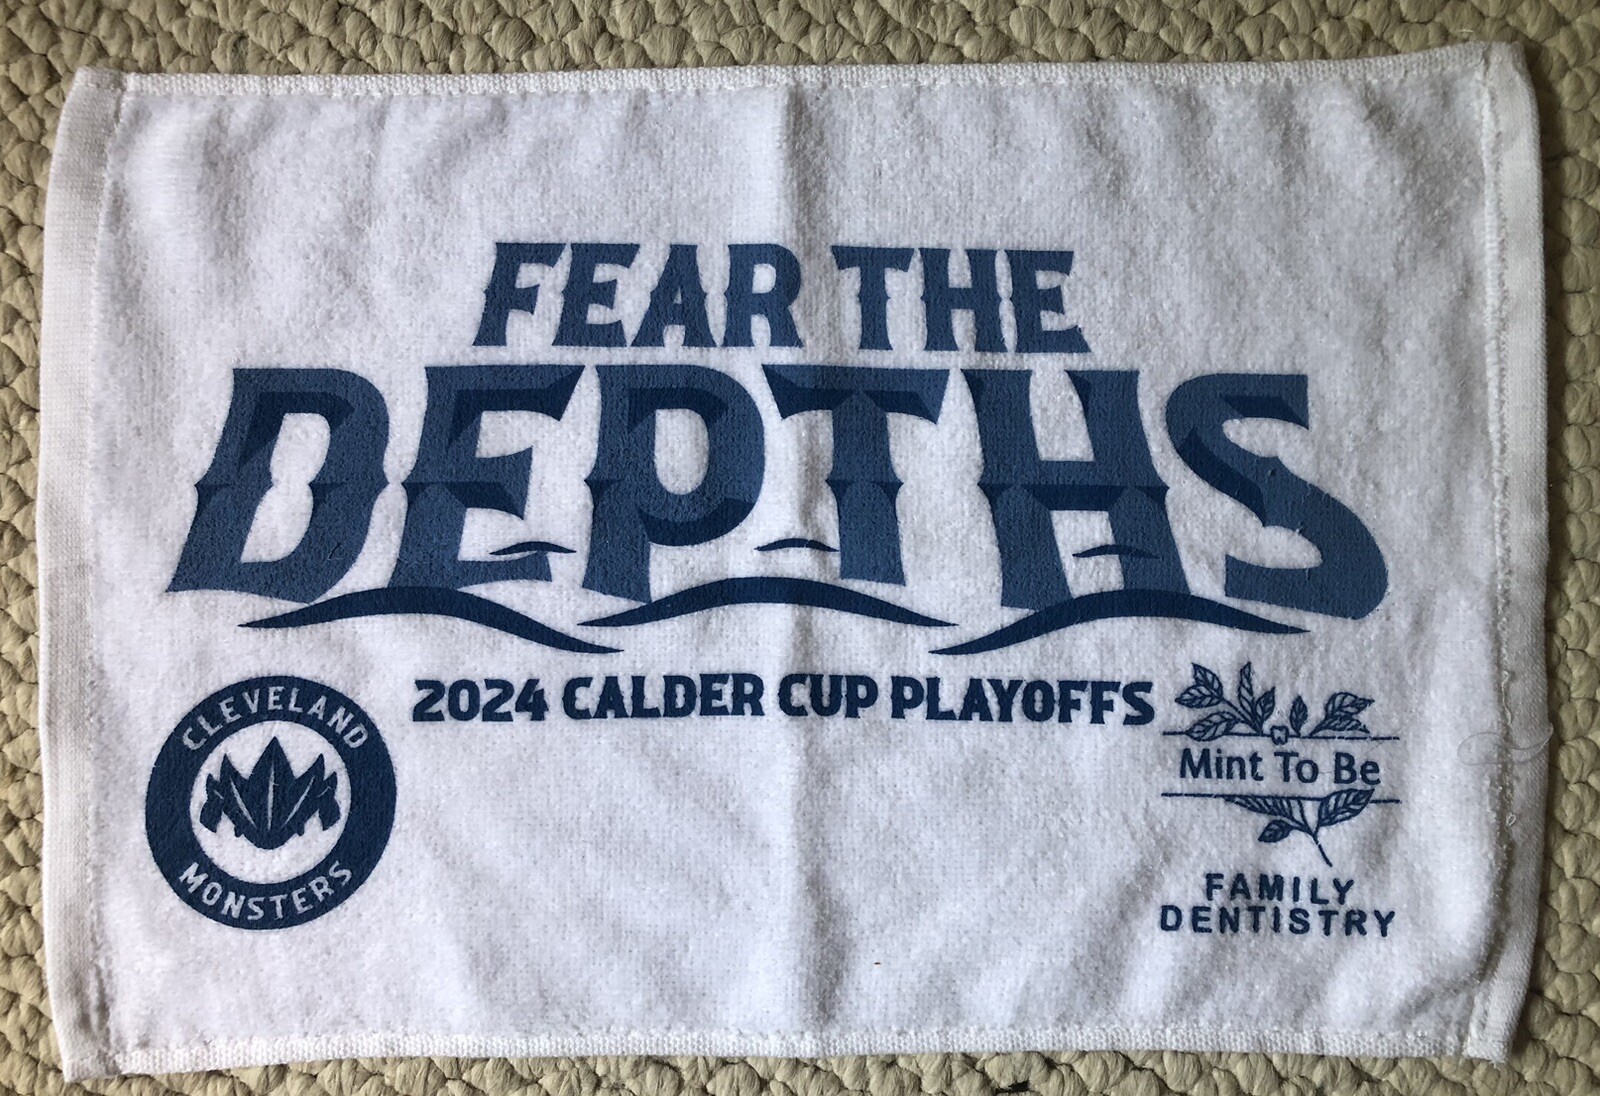 FEAR THE
DEPTHS
2024 CALDER CUP PLAYOFFS
CLEVELAND
MONSTERS
Mint To Be
FAMILY
DENTISTRY